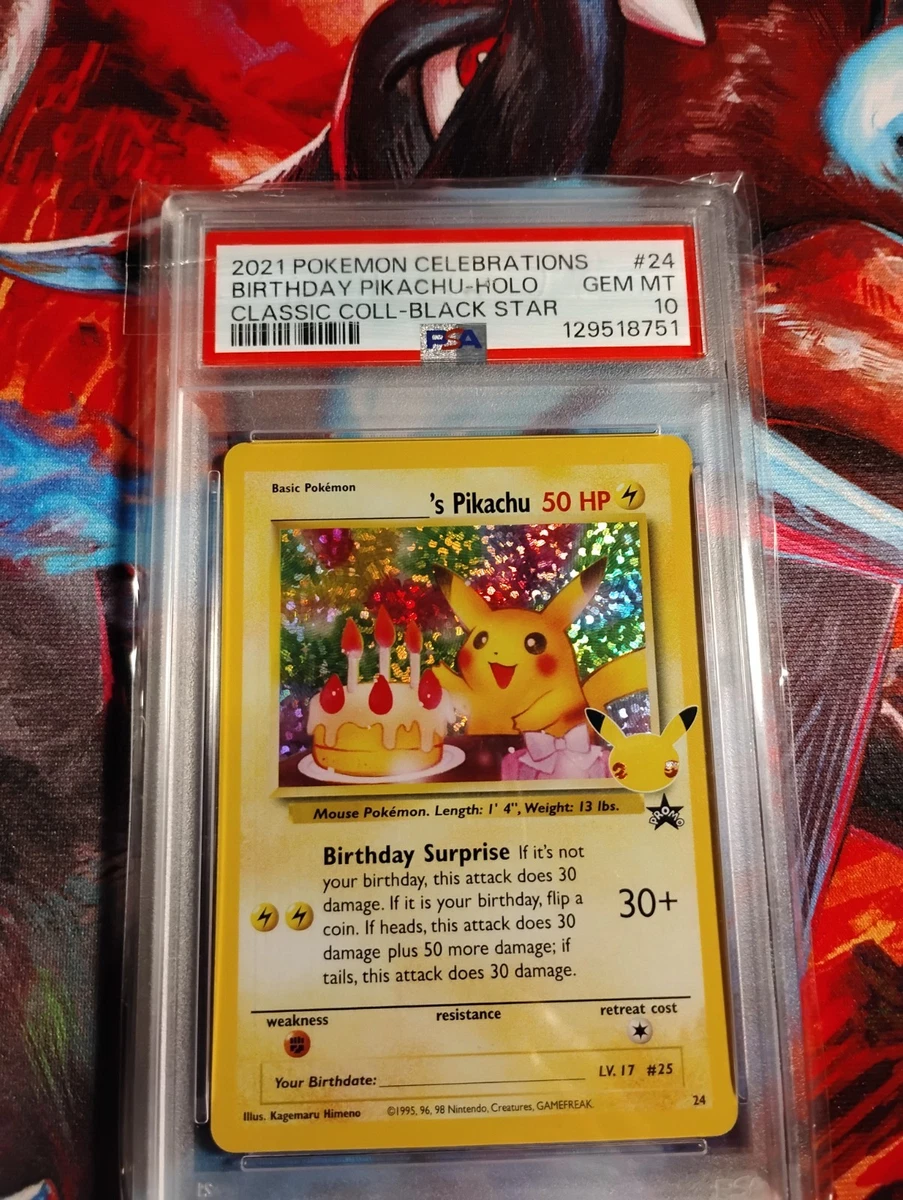 2021 POKEMON CELEBRATIONS #24
BIRTHDAY PIKACHU-HOLO GEM MT
CLASSIC COLL-BLACK STAR 10
PSA 129518751
Basic Pokémon
's Pikachu 50 HP
Mouse Pokémon. Length: 1' 4", Weight: 13 lbs.
PROMO
Birthday Surprise If it's not
your birthday, this attack does 30
damage. If it is your birthday, flip a
coin. If heads, this attack does 30
damage plus 50 more damage; if
tails, this attack does 30 damage.
30+
weakness resistance retreat cost
Your Birthdate: LV. 17 #25
Illus. Kagemaru Himeno ©1995, 96, 98 Nintendo, Creatures, GAMEFREAK. 24